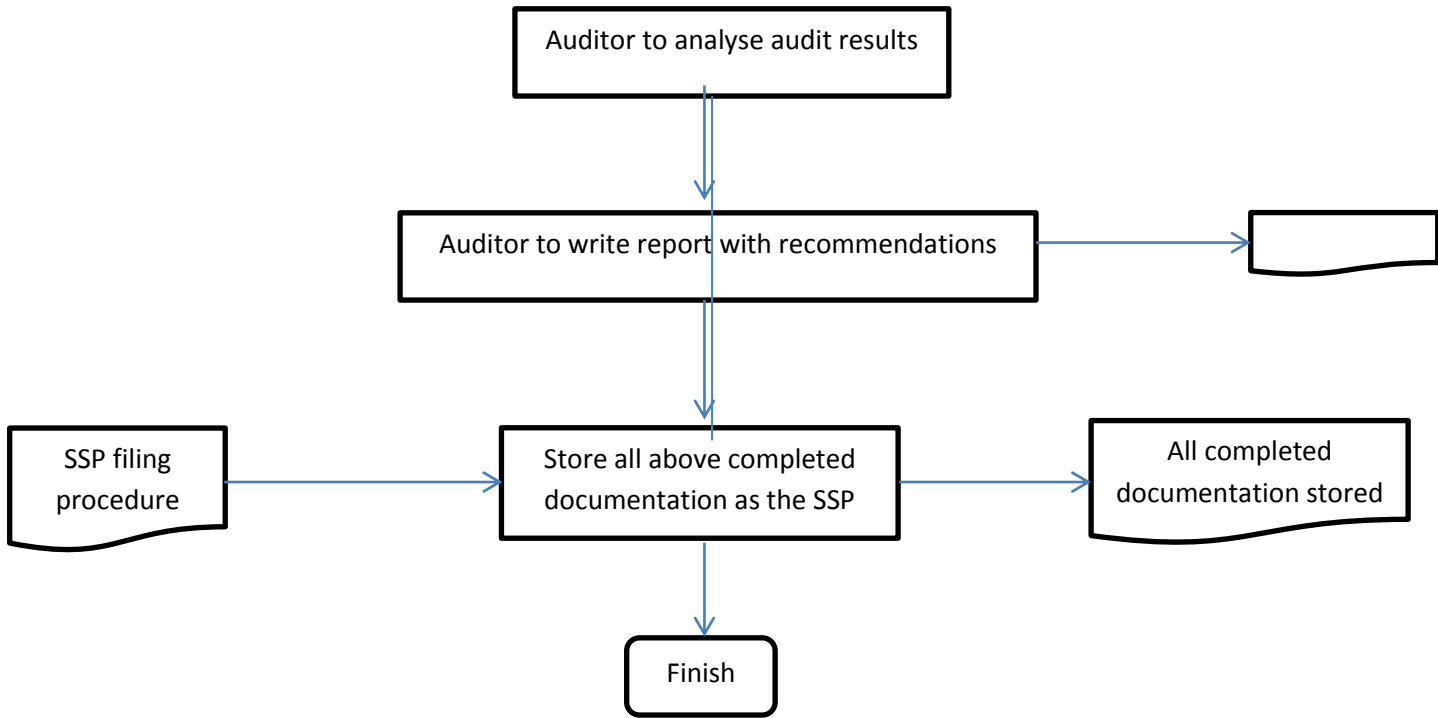 Auditor to analyse audit results
Auditor to write report with recommendations
SSP filing
procedure
Store all above completed
documentation as the SSP
All completed
documentation stored
Finish